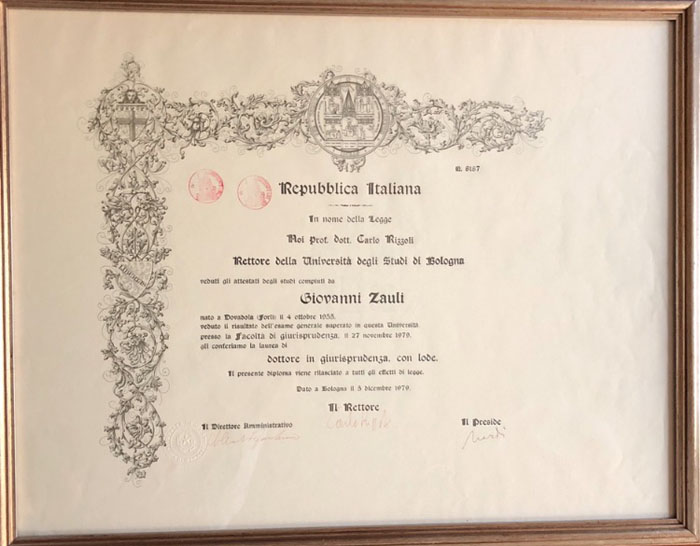 N. 6167
Repubblica Italiana
In nome della Legge
Noi Prof. dott. Carlo Rizzoli
Rettore della Università degli Studi di Bologna
veduti gli attestati degli studi compiuti da
Giovanni Zauli
nato a Dovadola (Forlì) il 4 ottobre 1955,
veduto il risultato dell'esame generale superato in questa Università
presso la Facoltà di giurisprudenza, il 27 novembre 1979,
gli conferiamo la laurea di
dottore in giurisprudenza, con lode.
Il presente diploma viene rilasciato a tutti gli effetti di legge.
Dato a Bologna il 5 dicembre 1979.
Il Rettore
Il Direttore Amministrativo
Il Preside